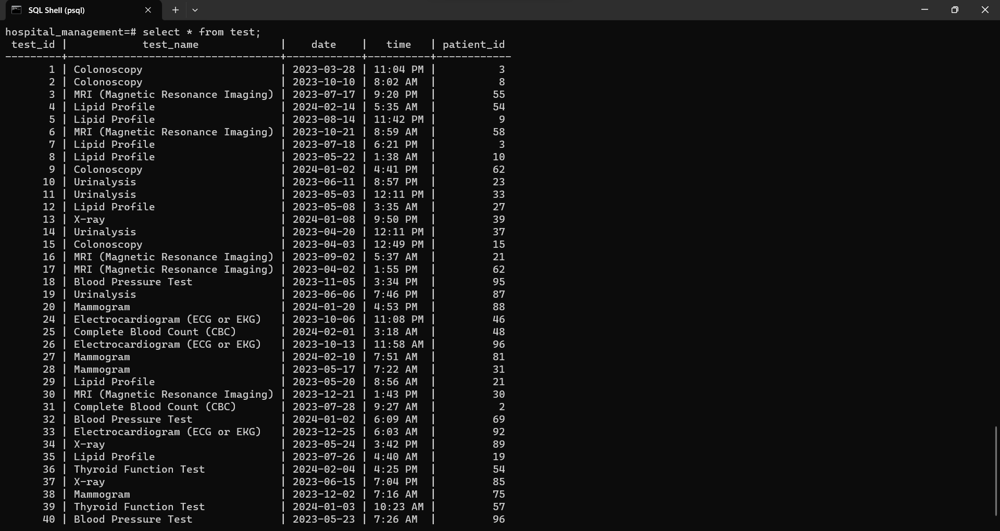 SQL Shell (psql)
hospital_management=# select * from test;
 test_id |            test_name             |    date    |   time   | patient_id
---------+----------------------------------+------------+----------+------------
       1 | Colonoscopy                      | 2023-03-28 | 11:04 PM |          3
       2 | Colonoscopy                      | 2023-10-10 | 8:02 AM  |          8
       3 | MRI (Magnetic Resonance Imaging) | 2023-07-17 | 9:20 PM  |         55
       4 | Lipid Profile                    | 2024-02-14 | 5:35 AM  |         54
       5 | Lipid Profile                    | 2023-08-14 | 11:42 PM |          9
       6 | MRI (Magnetic Resonance Imaging) | 2023-10-21 | 8:59 AM  |         58
       7 | Lipid Profile                    | 2023-07-18 | 6:21 PM  |          3
       8 | Lipid Profile                    | 2023-05-22 | 1:38 AM  |         10
       9 | Colonoscopy                      | 2024-01-02 | 4:41 PM  |         62
      10 | Urinalysis                       | 2023-06-11 | 8:57 PM  |         23
      11 | Urinalysis                       | 2023-05-03 | 12:11 PM |         33
      12 | Lipid Profile                    | 2023-05-08 | 3:35 AM  |         27
      13 | X-ray                            | 2024-01-08 | 9:50 PM  |         39
      14 | Urinalysis                       | 2023-04-20 | 12:11 PM |         37
      15 | Colonoscopy                      | 2023-04-03 | 12:49 PM |         15
      16 | MRI (Magnetic Resonance Imaging) | 2023-09-02 | 5:37 AM  |         21
      17 | MRI (Magnetic Resonance Imaging) | 2023-04-02 | 1:55 PM  |         62
      18 | Blood Pressure Test              | 2023-11-05 | 3:34 PM  |         95
      19 | Urinalysis                       | 2023-06-06 | 7:46 PM  |         87
      20 | Mammogram                        | 2024-01-20 | 4:53 PM  |         88
      24 | Electrocardiogram (ECG or EKG)   | 2023-10-06 | 11:08 PM |         46
      25 | Complete Blood Count (CBC)       | 2024-02-01 | 3:18 AM  |         48
      26 | Electrocardiogram (ECG or EKG)   | 2023-10-13 | 11:58 AM |         96
      27 | Mammogram                        | 2024-02-10 | 7:51 AM  |         81
      28 | Mammogram                        | 2023-05-17 | 7:22 AM  |         31
      29 | Lipid Profile                    | 2023-05-20 | 8:56 AM  |         21
      30 | MRI (Magnetic Resonance Imaging) | 2023-12-21 | 1:43 PM  |         30
      31 | Complete Blood Count (CBC)       | 2023-07-28 | 9:27 AM  |          2
      32 | Blood Pressure Test              | 2024-01-02 | 6:09 AM  |         69
      33 | Electrocardiogram (ECG or EKG)   | 2023-12-25 | 6:03 AM  |         92
      34 | X-ray                            | 2023-05-24 | 3:42 PM  |         89
      35 | Lipid Profile                    | 2023-07-26 | 4:40 AM  |         19
      36 | Thyroid Function Test            | 2024-02-04 | 4:25 PM  |         54
      37 | X-ray                            | 2023-06-15 | 7:04 PM  |         85
      38 | Mammogram                        | 2023-12-02 | 7:16 AM  |         75
      39 | Thyroid Function Test            | 2024-01-03 | 10:23 AM |         57
      40 | Blood Pressure Test              | 2023-05-23 | 7:26 AM  |         96